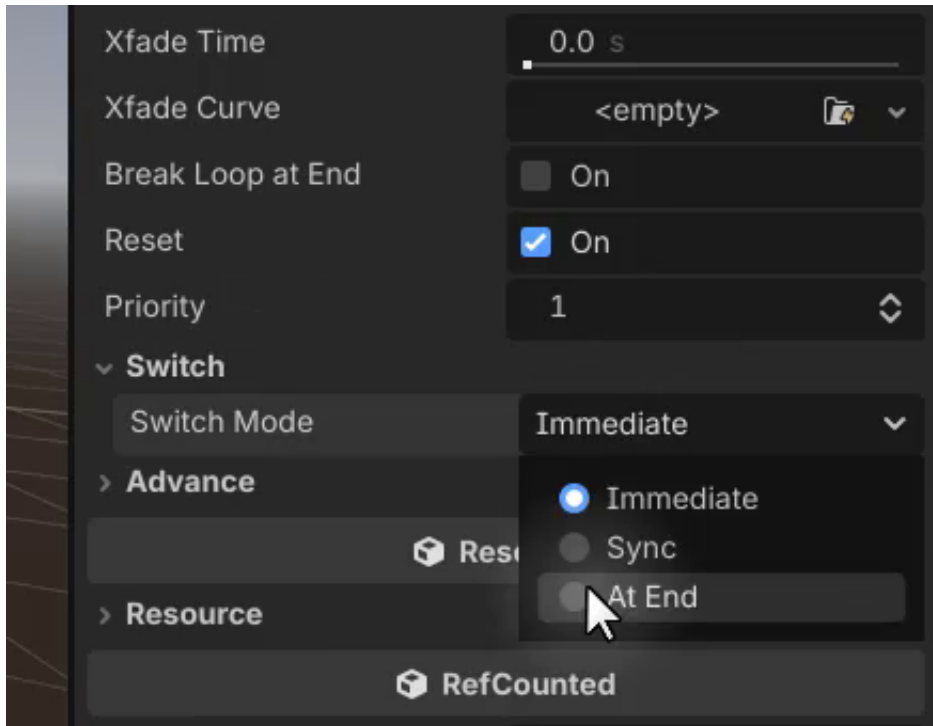 Xfade Time 0.0 s
Xfade Curve <empty>
Break Loop at End On
Reset On
Priority 1
Switch
Switch Mode Immediate
Immediate
Advance
Sync
At End
Resource
RefCounted